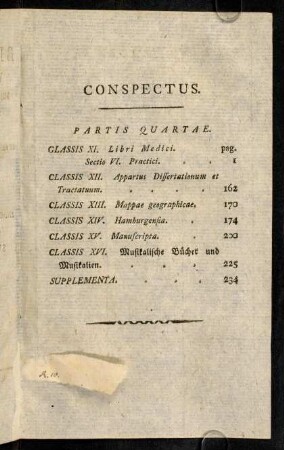 CONSPECTUS.
PARTIS QUARTAE.
CLASSIS XI. Libri Medici. pag.
Sectio VI. Practici. . . 1
CLASSIS XII. Appartus Dissertationum et
Tractatuum. . . . . 162
CLASSIS XIII. Mappae geographicae. . 170
CLASSIS XIV. Hamburgensia. . 174
CLASSIS XV. Manuscripta. . . 200
CLASSIS XVI. Musikalische Bücher und
Musikalien. . . . 225
SUPPLEMENTA. . . . 234